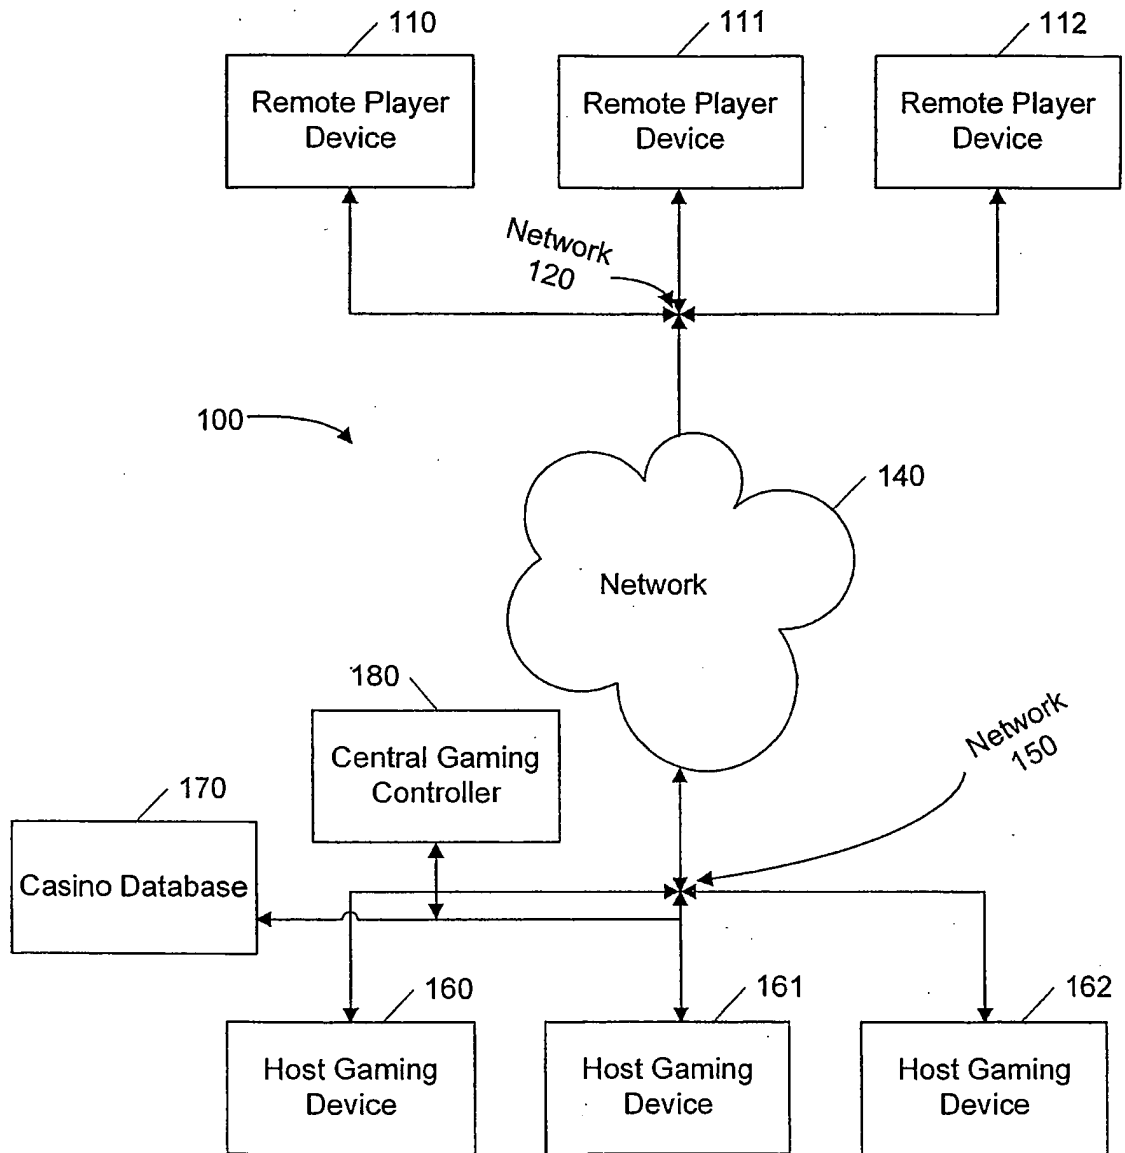 110
111
112
Remote Player
Device
Remote Player
Device
Remote Player
Device
Network
120
100
140
Network
180
Central Gaming
Controller
Network
150
170
Casino Database
160
161
162
Host Gaming
Device
Host Gaming
Device
Host Gaming
Device